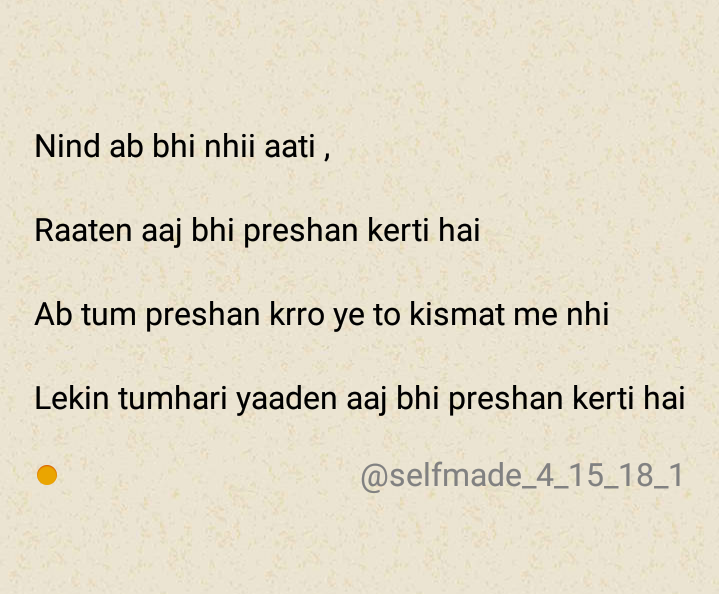 Nind ab bhi nhii aati ,
Raaten aaj bhi preshan kerti hai
Ab tum preshan krro ye to kismat me nhi
Lekin tumhari yaaden aaj bhi preshan kerti hai
@selfmade_4_15_18_1